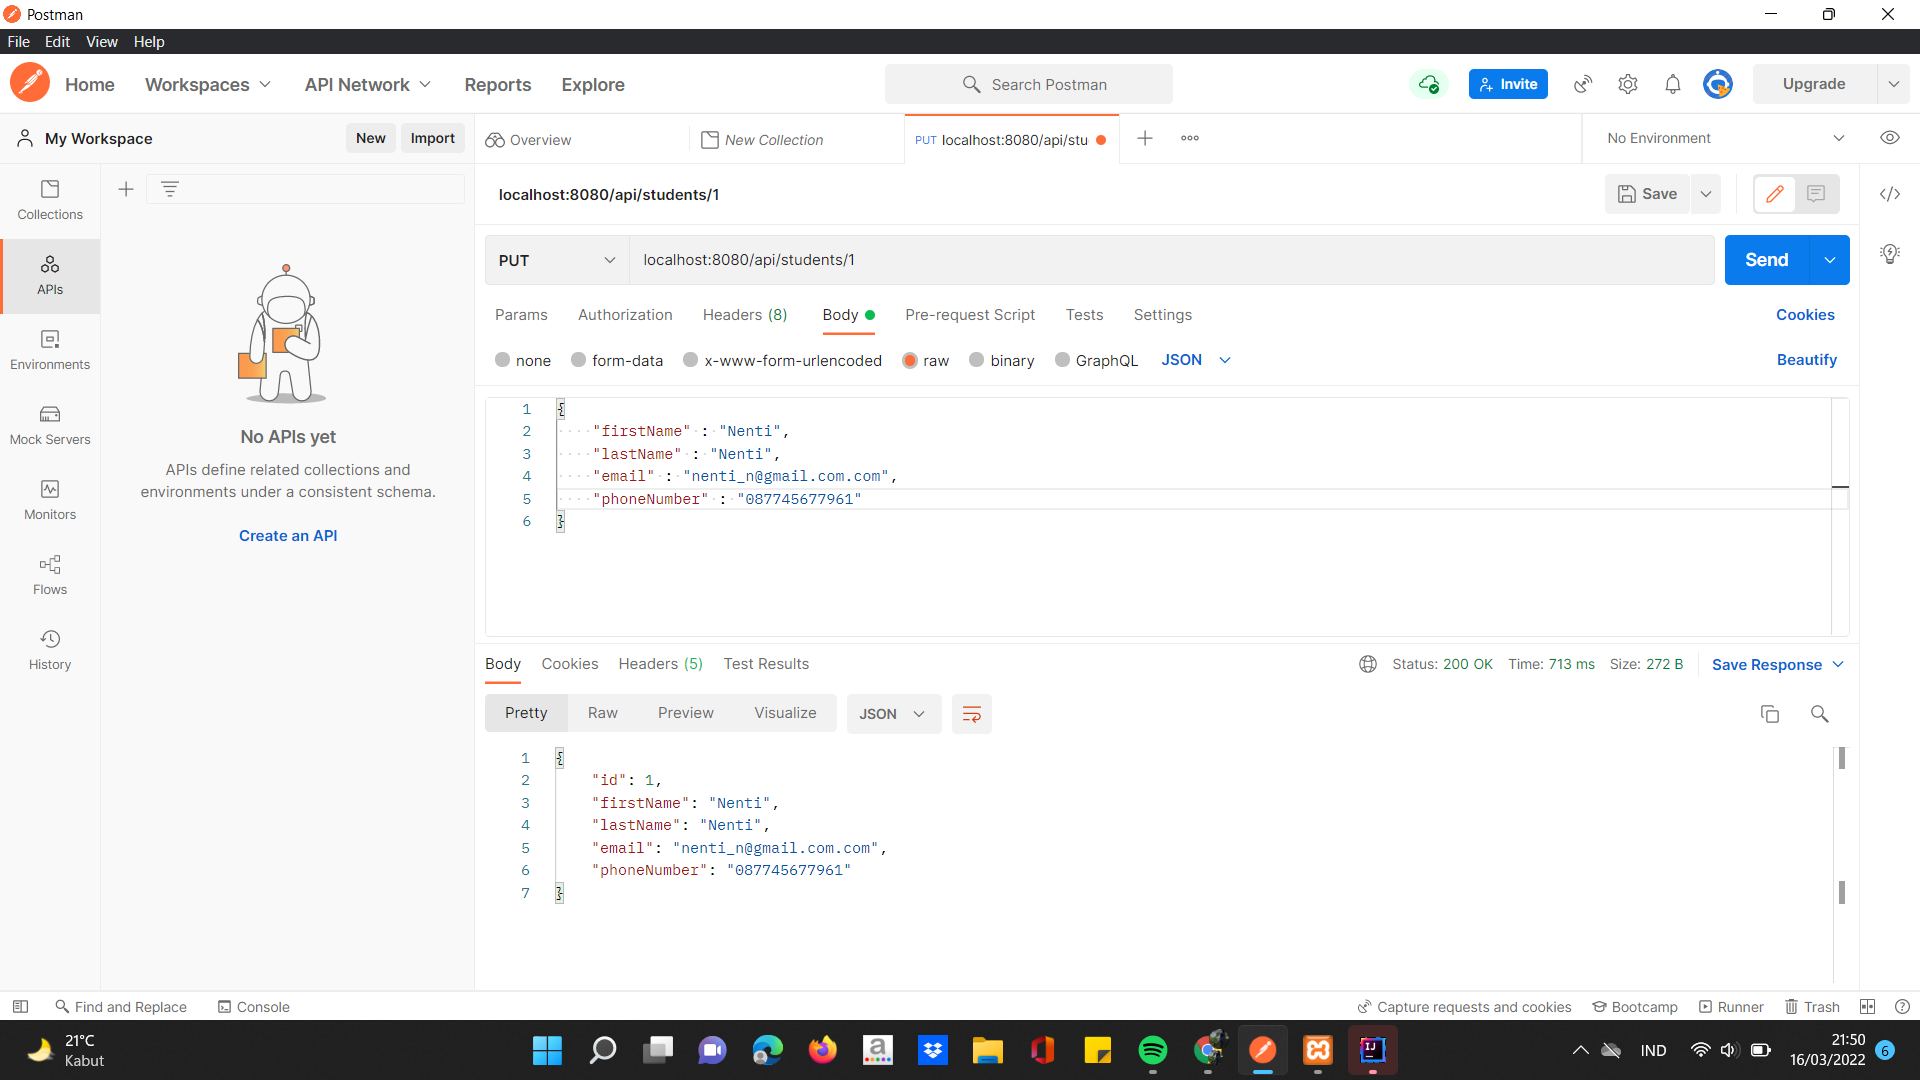 Postman
File Edit View Help
Home Workspaces API Network Reports Explore Search Postman Invite Upgrade
My Workspace New Import Overview New Collection PUT localhost:8080/api/stu No Environment
localhost:8080/api/students/1 Save
PUT localhost:8080/api/students/1 Send
Params Authorization Headers (8) Body Pre-request Script Tests Settings Cookies
none form-data x-www-form-urlencoded raw binary GraphQL JSON Beautify
1 {
2 "firstName" : "Nenti",
3 "lastName" : "Nenti",
4 "email" : "nenti_n@gmail.com.com",
5 "phoneNumber" : "087745677961"
6 }
Collections
APIs
Environments
Mock Servers
Monitors
Flows
History
No APIs yet
APIs define related collections and
environments under a consistent schema.
Create an API
Body Cookies Headers (5) Test Results Status: 200 OK Time: 713 ms Size: 272 B Save Response
Pretty Raw Preview Visualize JSON
1 {
2 "id": 1,
3 "firstName": "Nenti",
4 "lastName": "Nenti",
5 "email": "nenti_n@gmail.com.com",
6 "phoneNumber": "087745677961"
7 }
Find and Replace Console Capture requests and cookies Bootcamp Runner Trash
21°C
Kabut
IND
21:50
16/03/2022
6